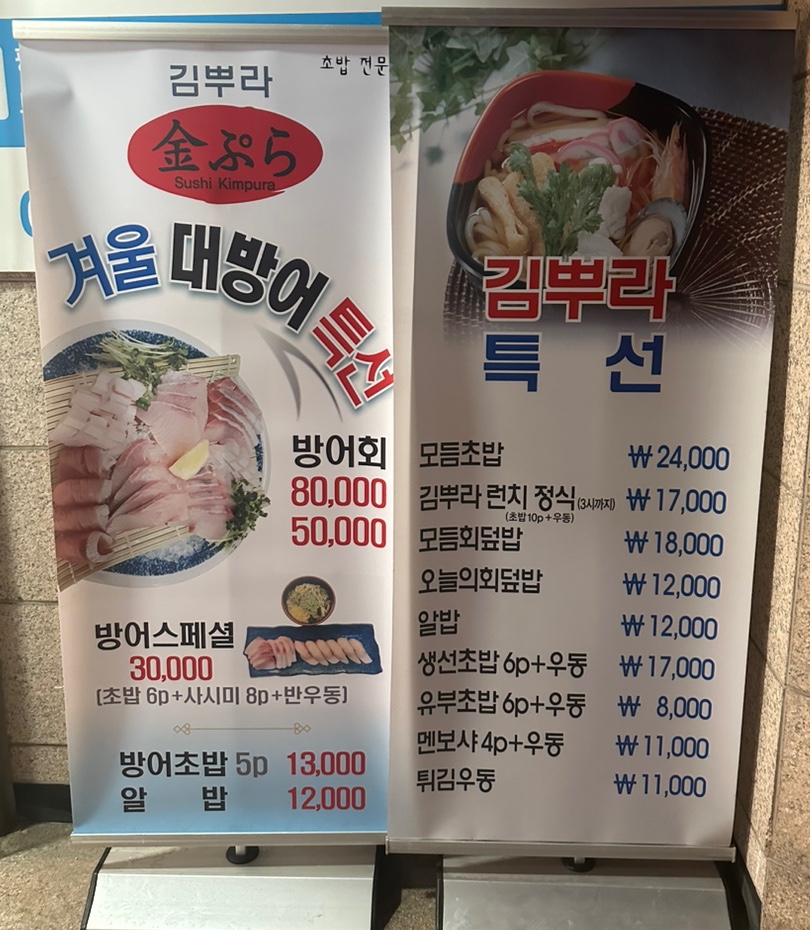 초밥 전문
김뿌라
金ぷら
Sushi Kimpura
겨울 대방어 특선
방어회
80,000
50,000
방어스페셜
30,000
(초밥 6p+사시미 8p+반우동)
방어초밥 5p 13,000
알 밥 12,000
김뿌라
특 선
모듬초밥 ₩ 24,000
김뿌라 런치 정식 (3시까지) ₩ 17,000
(초밥10p+우동)
모듬회덮밥 ₩ 18,000
오늘의회덮밥 ₩ 12,000
알밥 ₩ 12,000
생선초밥 6p+우동 ₩ 17,000
유부초밥 6p+우동 ₩ 8,000
멘보샤 4p+우동 ₩ 11,000
튀김우동 ₩ 11,000